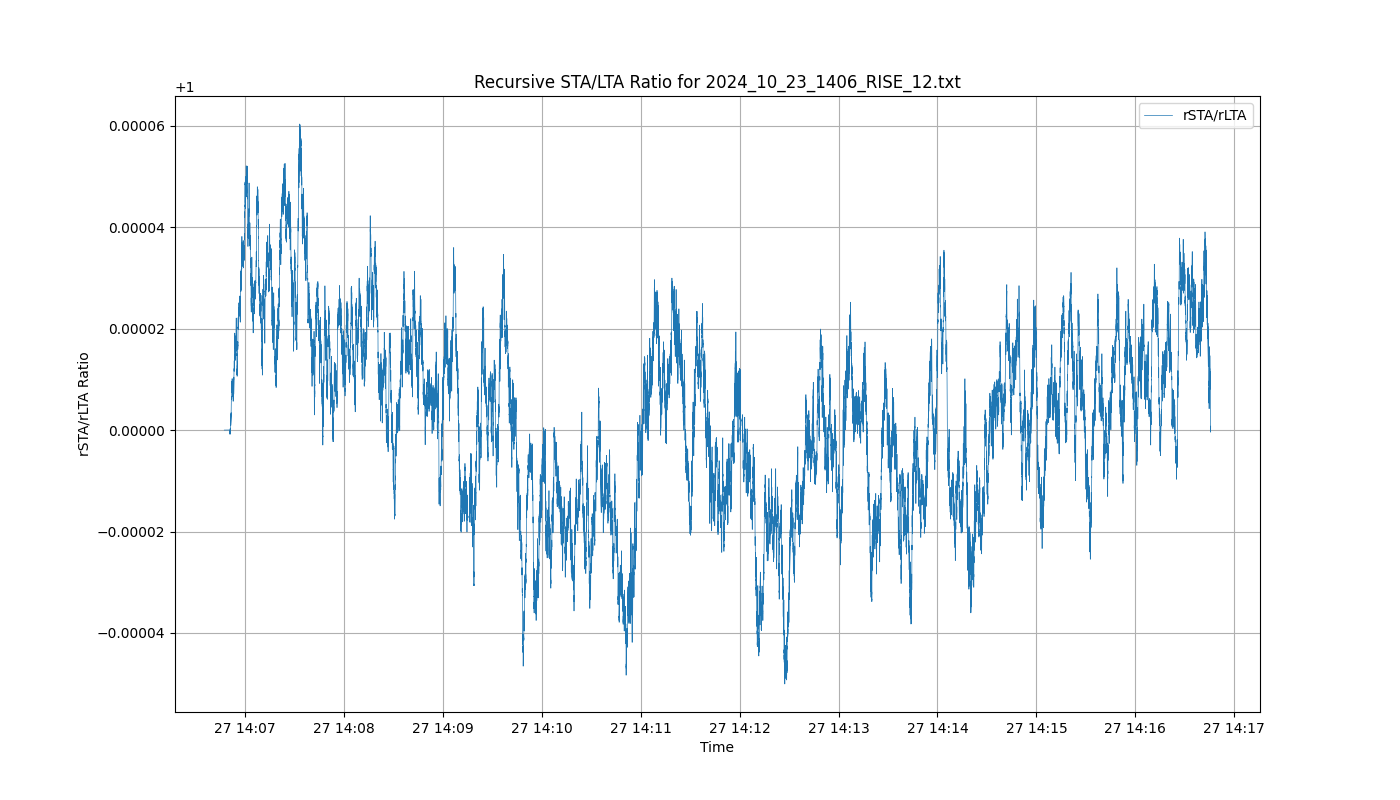 Recursive STA/LTA Ratio for 2024_10_23_1406_RISE_12.txt
+1
rSTA/rLTA
0.00006
0.00004
0.00002
0.00000
−0.00002
−0.00004
rSTA/rLTA Ratio
27 14:07 27 14:08 27 14:09 27 14:10 27 14:11 27 14:12 27 14:13 27 14:14 27 14:15 27 14:16 27 14:17
Time